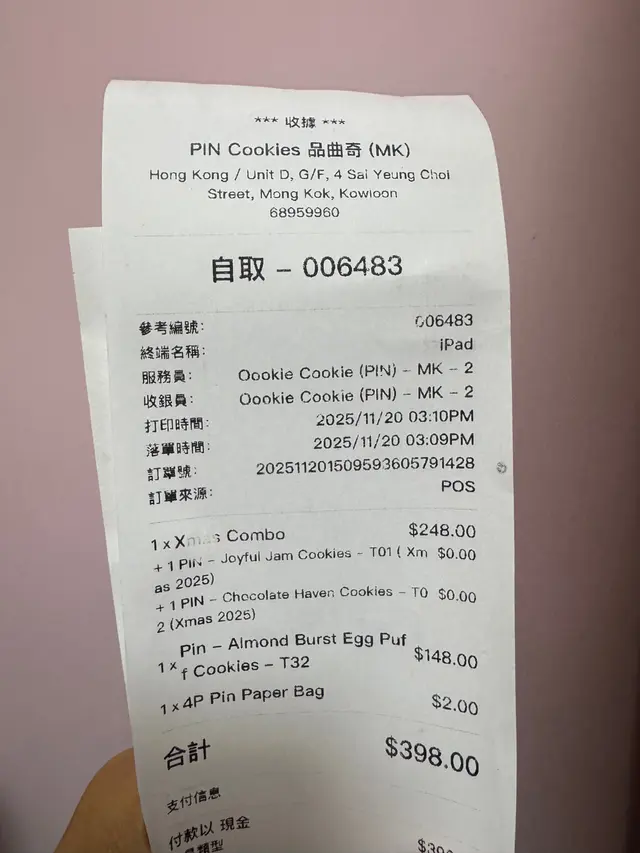 *** 收據 ***
PIN Cookies 品曲奇 (MK)
Hong Kong / Unit D, G/F, 4 Sai Yeung Choi
Street, Mong Kok, Kowloon
68959960
自取 - 006483
參考編號: 006483
終端名稱: iPad
服務員: Oookie Cookie (PIN) - MK - 2
收銀員: Oookie Cookie (PIN) - MK - 2
打印時間: 2025/11/20 03:10PM
落單時間: 2025/11/20 03:09PM
訂單號: 202511201509593605791428
訂單來源: POS
1 x Xmas Combo $248.00
+ 1 PIN - Joyful Jam Cookies - T01 ( Xm $0.00
as 2025)
+ 1 PIN - Chocolate Haven Cookies - T0 $0.00
2 (Xmas 2025)
Pin - Almond Burst Egg Puf
1 x f Cookies - T32 $148.00
1 x 4P Pin Paper Bag $2.00
合計 $398.00
支付信息
付款以 現金
類型